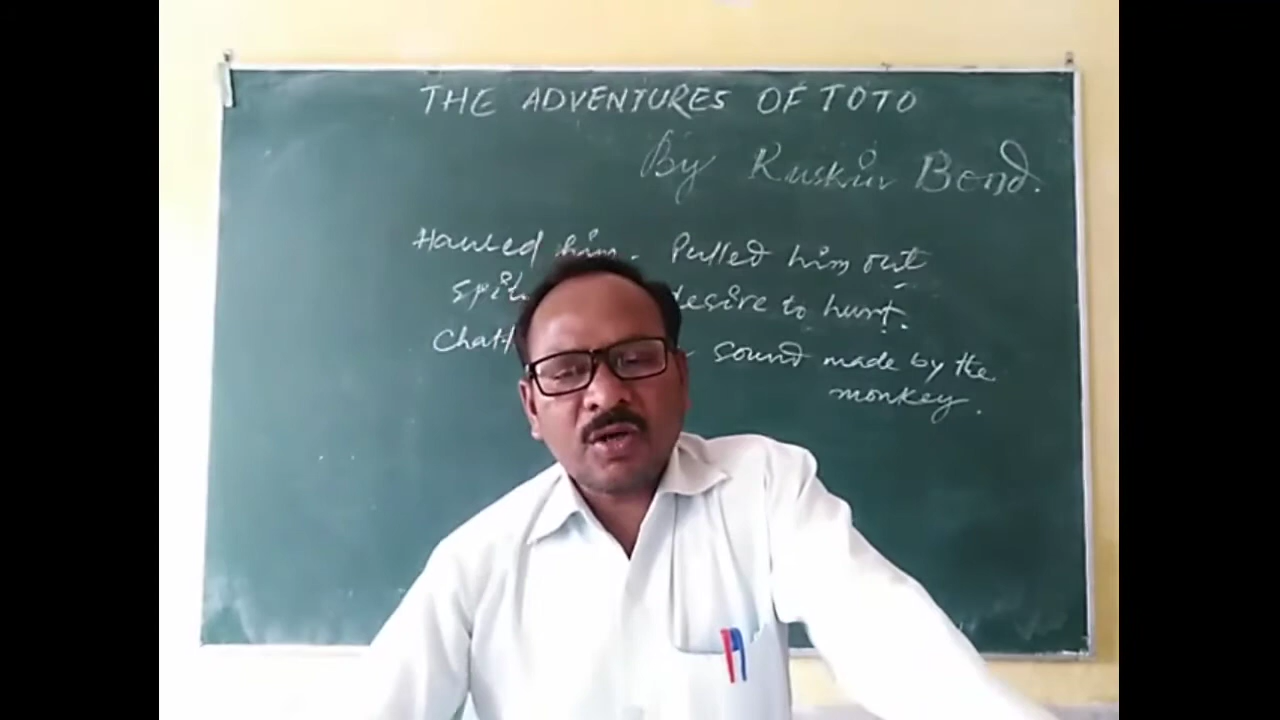 THE ADVENTURES OF TOTO
By Ruskin Bond.
Hauled him. Pulled him out
desire to hurt.
sound made by the
monkey.